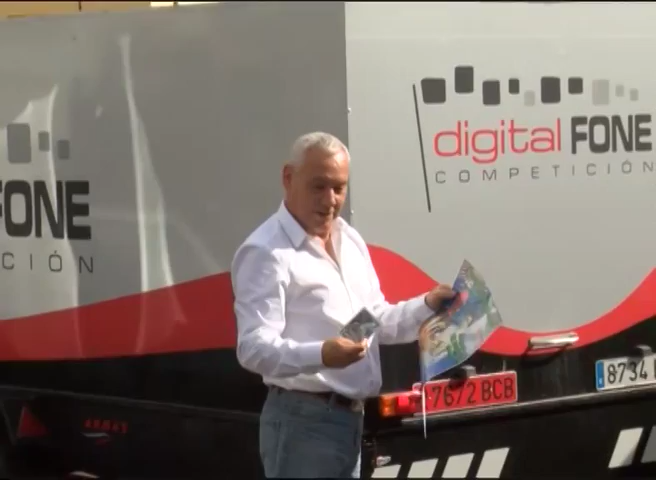 digital FONE
COMPETICIÓN
FONE
CIÓN
7672 BCB
8734